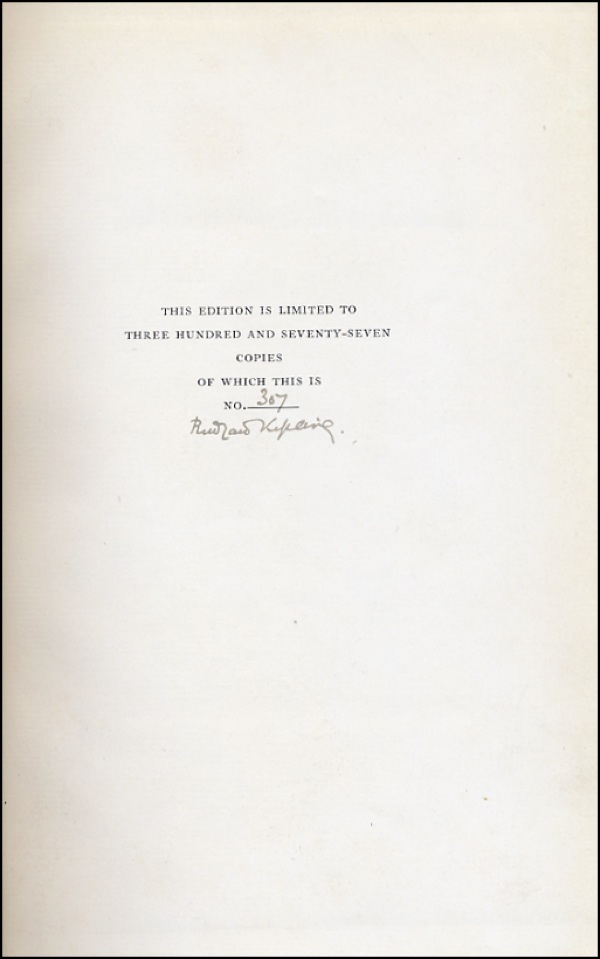 THIS EDITION IS LIMITED TO
THREE HUNDRED AND SEVENTY-SEVEN
COPIES
OF WHICH THIS IS
NO. 307
Rudyard Kipling.